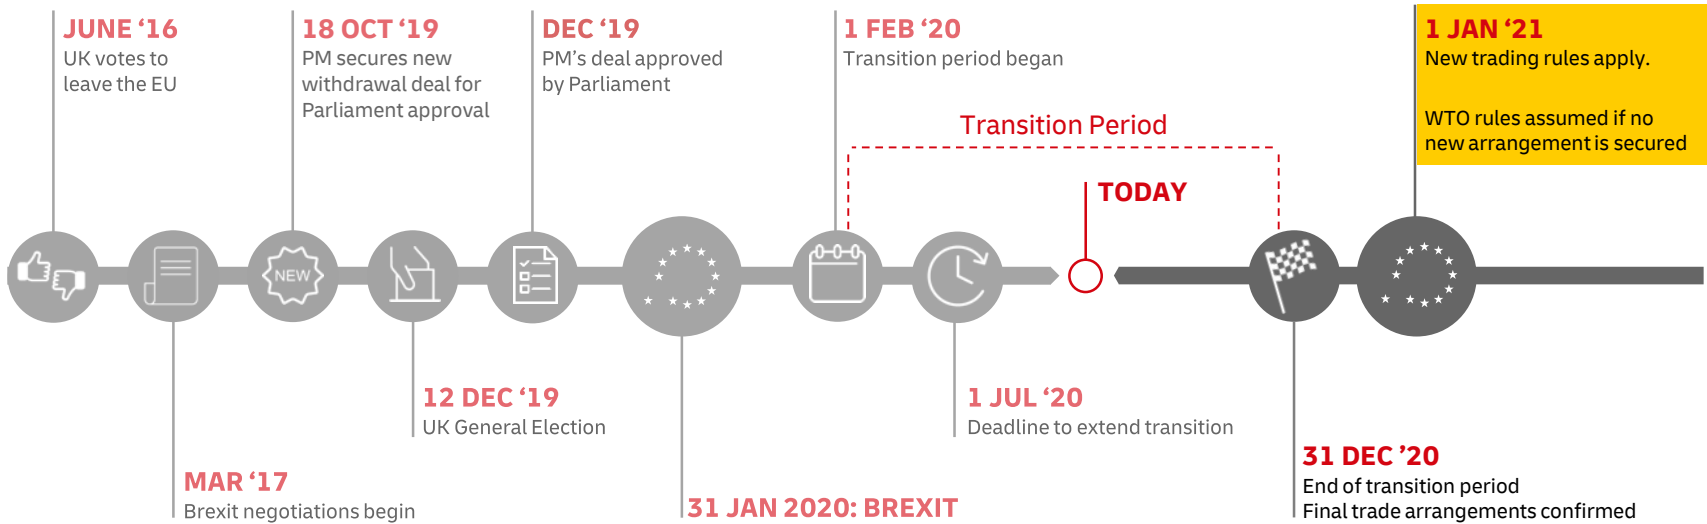 JUNE ‘16
UK votes to
leave the EU
18 OCT ‘19
PM secures new
withdrawal deal for
Parliament approval
DEC ‘19
PM’s deal approved
by Parliament
1 FEB ‘20
Transition period began
1 JAN ‘21
New trading rules apply.
WTO rules assumed if no
new arrangement is secured
Transition Period
TODAY
NEW
12 DEC ‘19
UK General Election
1 JUL ‘20
Deadline to extend transition
MAR ‘17
Brexit negotiations begin
31 JAN 2020: BREXIT
31 DEC ’20
End of transition period
Final trade arrangements confirmed